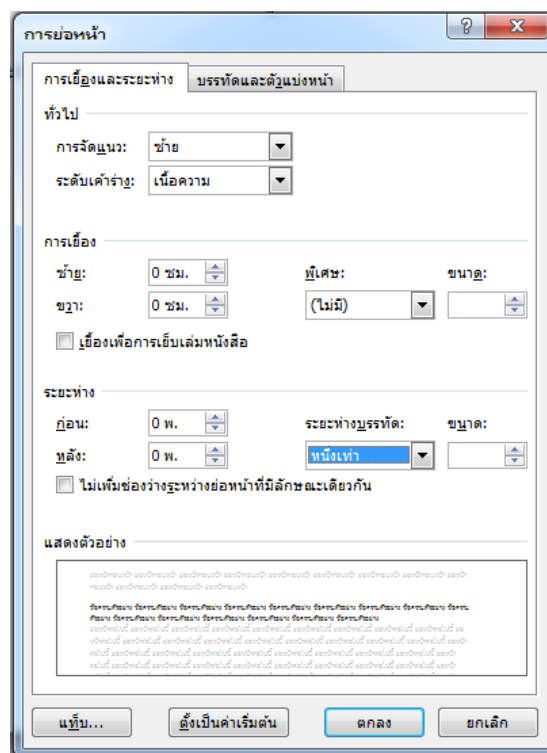 การย่อหน้า
การเยื้องและระยะห่าง บรรทัดและตัวแบ่งหน้า
ทั่วไป
การจัดแนว: ซ้าย
ระดับเค้าร่าง: เนื้อความ
การเยื้อง
ซ้าย: 0 ซม. พิเศษ: ขนาด:
ขวา: 0 ซม. (ไม่มี)
เยื้องเพื่อการเย็บเล่มหนังสือ
ระยะห่าง
ก่อน: 0 พ. ระยะห่างบรรทัด: ขนาด:
หลัง: 0 พ. หนึ่งเท่า
ไม่เพิ่มช่องว่างระหว่างย่อหน้าที่มีลักษณะเดียวกัน
แสดงตัวอย่าง
แท็บ... ตั้งเป็นค่าเริ่มต้น ตกลง ยกเลิก